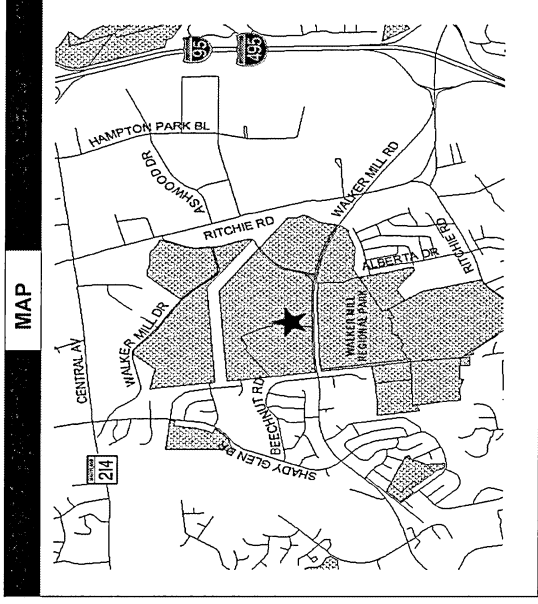 MAP
95
495
HAMPTON PARK BL
ASHWOOD DR
RITCHIE RD
WALKER MILL RD
CENTRAL AV
WALKER MILL DR
ALBERTA DR
RITCHIE RD
WALKER MILL
REGIONAL PARK
214
BEECHNUT RD
SHADY GLEN DR